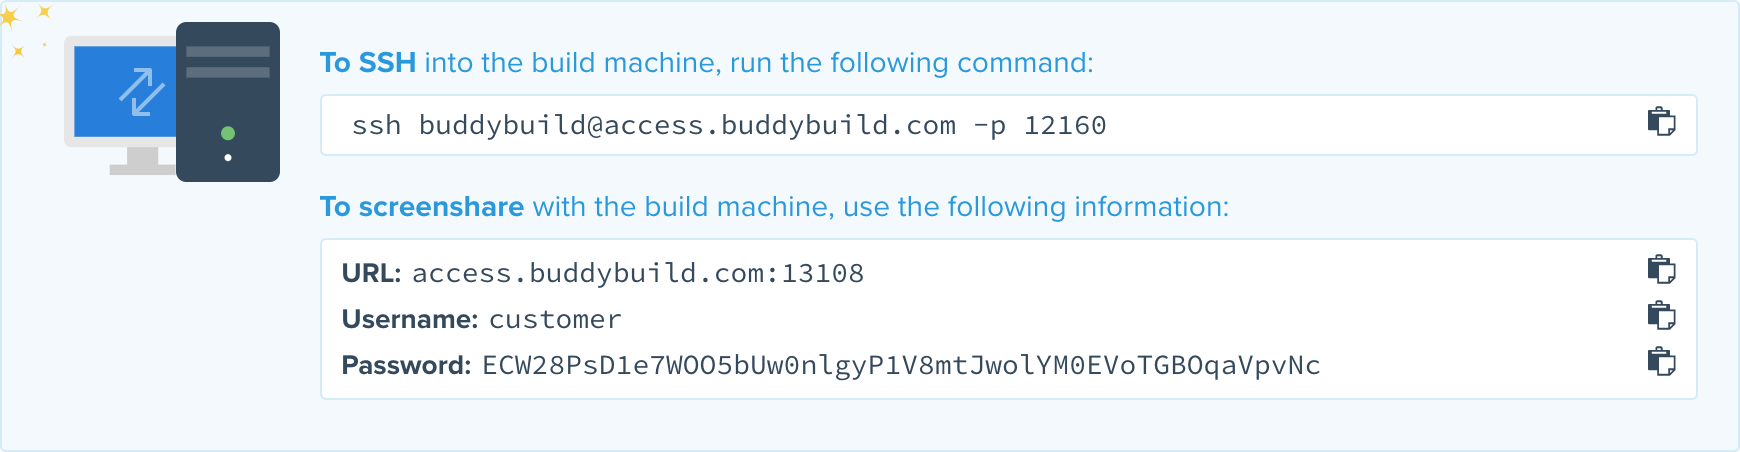 To SSH into the build machine, run the following command:
ssh buddybuild@access.buddybuild.com -p 12160
To screenshare with the build machine, use the following information:
URL: access.buddybuild.com:13108
Username: customer
Password: ECW28PsD1e7WOO5bUw0nlgyP1V8mtJwolYM0EVoTGBOqaVpvNc